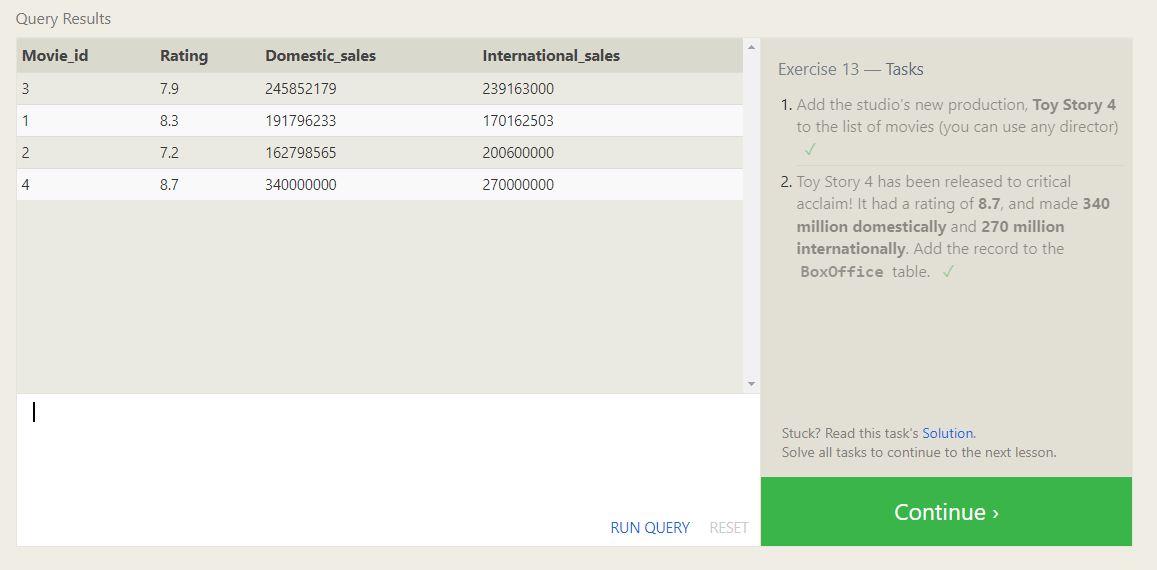 Query Results
Movie_id Rating Domestic_sales International_sales
3 7.9 245852179 239163000
1 8.3 191796233 170162503
2 7.2 162798565 200600000
4 8.7 340000000 270000000
RUN QUERY RESET
Exercise 13 — Tasks
1. Add the studio's new production, Toy Story 4
to the list of movies (you can use any director)
✓
2. Toy Story 4 has been released to critical
acclaim! It had a rating of 8.7, and made 340
million domestically and 270 million
internationally. Add the record to the
BoxOffice table. ✓
Stuck? Read this task's Solution.
Solve all tasks to continue to the next lesson.
Continue ›